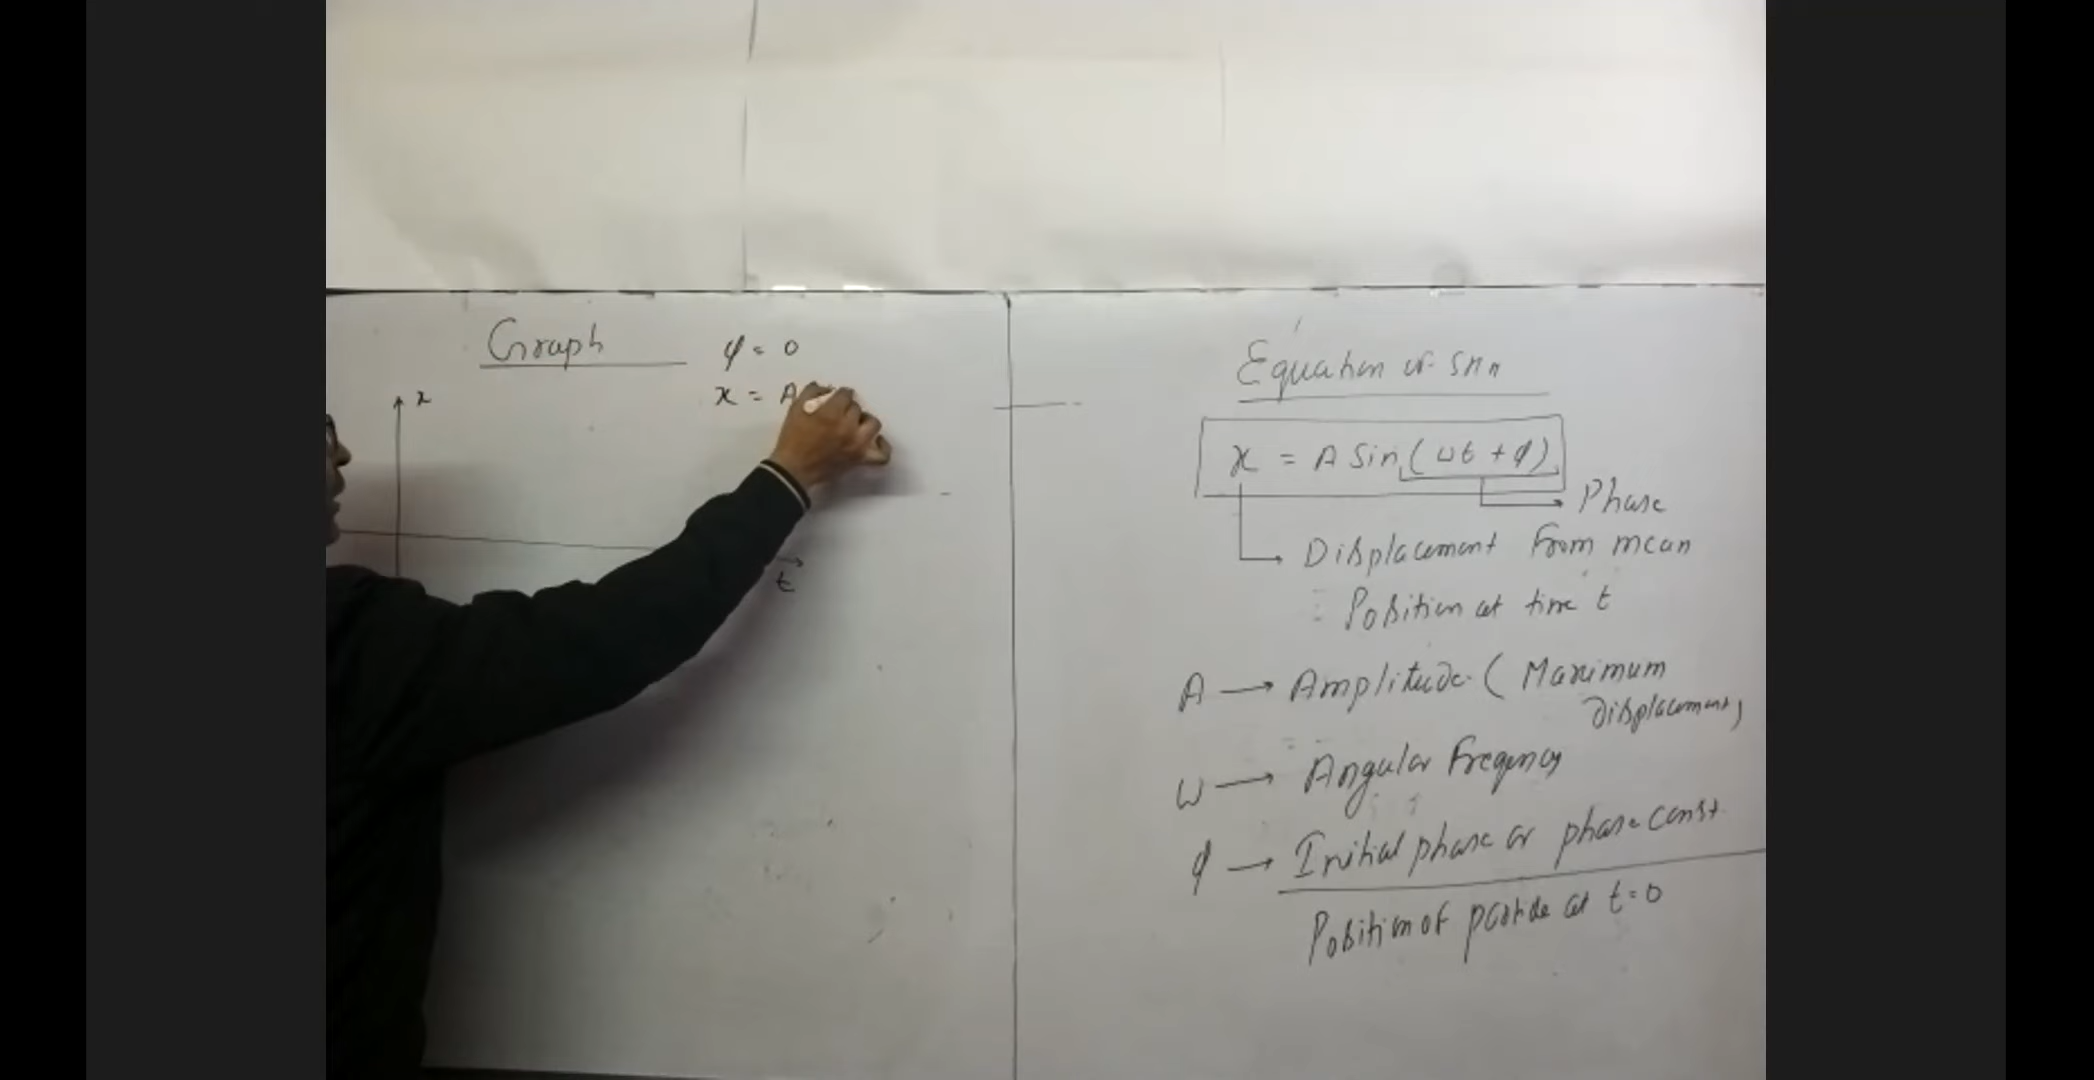 Graph
φ = 0
x = A
x
t
Equation of SHM
x = A Sin (ωt + φ)
Phase
Displacement From mean
Position at time t
A → Amplitude (Maximum
displacement)
ω → Angular Freqency
φ → Initial phase or phase const.
Position of particle at t=0